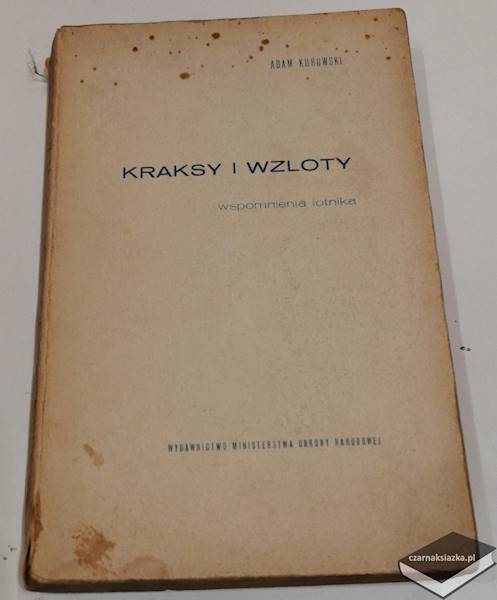 ADAM KUROWSKI
KRAKSY I WZLOTY
wspomnienia lotnika
WYDAWNICTWO MINISTERSTWA OBRONY NARODOWEJ
czarnaksiazka.pl